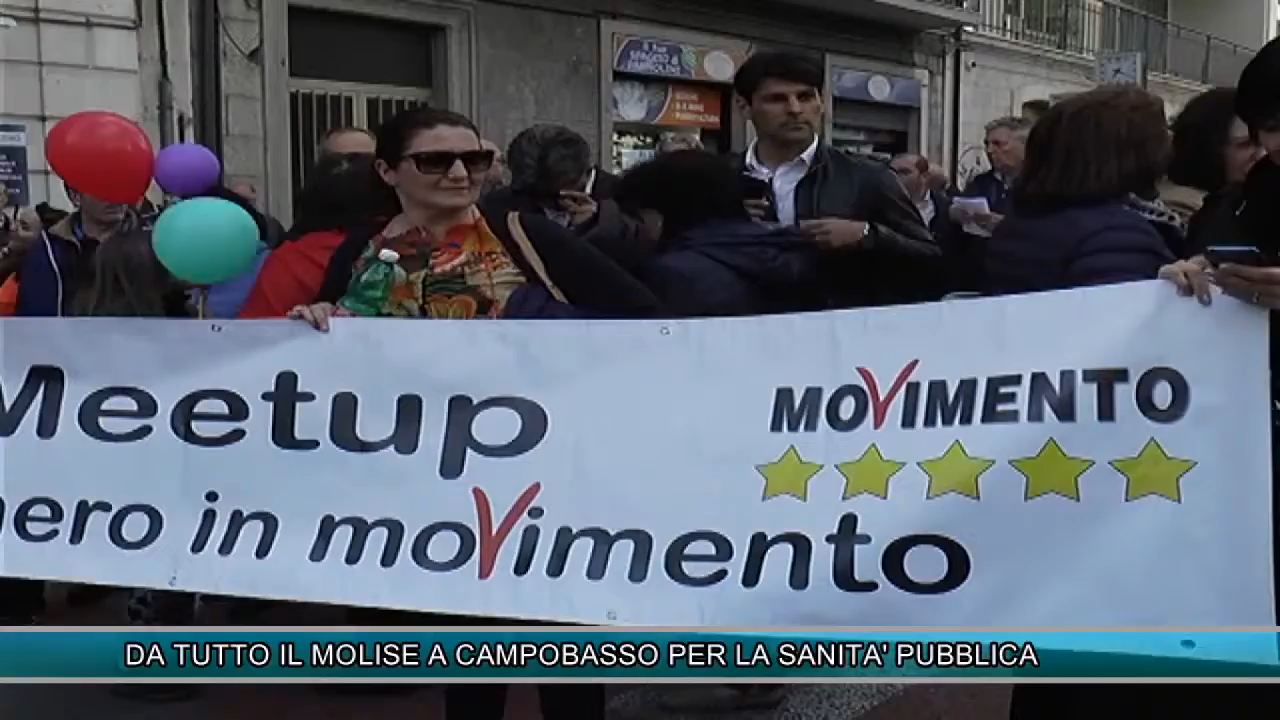 Meetup
MOVIMENTO
nero in moVimento
DA TUTTO IL MOLISE A CAMPOBASSO PER LA SANITA' PUBBLICA